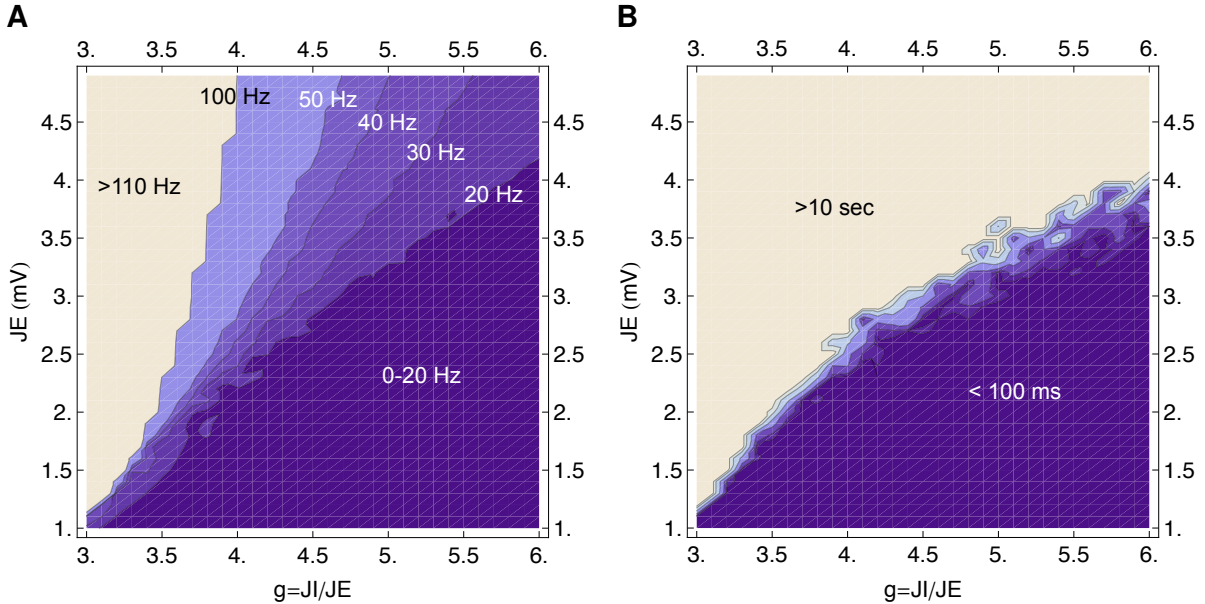 A
B
3. 3.5 4. 4.5 5. 5.5 6.
3. 3.5 4. 4.5 5. 5.5 6.
100 Hz
50 Hz
40 Hz
30 Hz
20 Hz
>110 Hz
0-20 Hz
4.5
4.
3.5
3.
2.5
2.
1.5
1.
4.5
4.
3.5
3.
2.5
2.
1.5
1.
JE (mV)
3. 3.5 4. 4.5 5. 5.5 6.
g=JI/JE
>10 sec
< 100 ms
4.5
4.
3.5
3.
2.5
2.
1.5
1.
4.5
4.
3.5
3.
2.5
2.
1.5
1.
JE (mV)
3. 3.5 4. 4.5 5. 5.5 6.
g=JI/JE